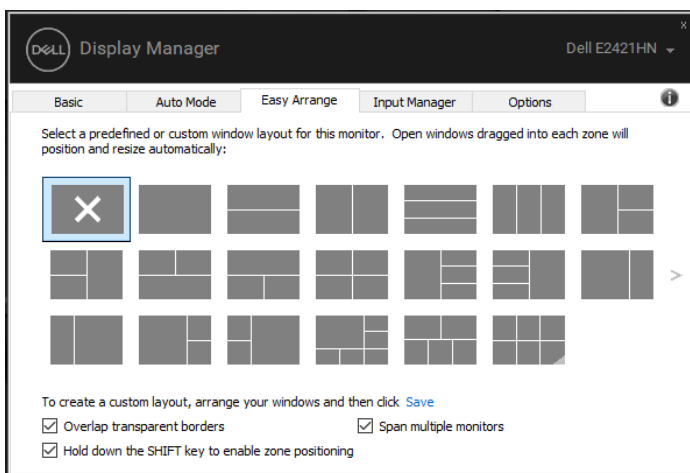 x
DELL Display Manager Dell E2421HN
Basic Auto Mode Easy Arrange Input Manager Options i
Select a predefined or custom window layout for this monitor.  Open windows dragged into each zone will
position and resize automatically:
>
To create a custom layout, arrange your windows and then click Save
Overlap transparent borders Span multiple monitors
Hold down the SHIFT key to enable zone positioning